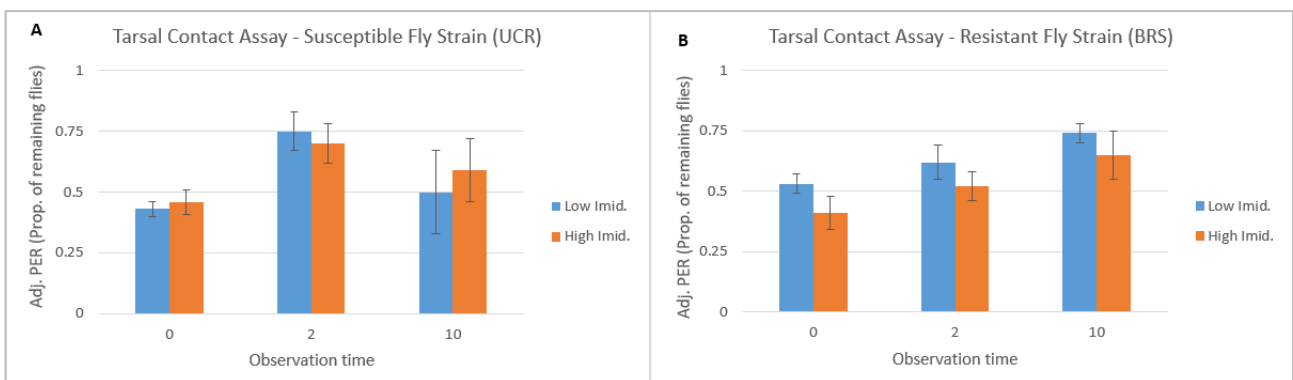 A
Tarsal Contact Assay - Susceptible Fly Strain (UCR)
Adj. PER (Prop. of remaining flies)
1
0.75
0.5
0.25
0
0
2
10
Observation time
Low Imid.
High Imid.
B
Tarsal Contact Assay - Resistant Fly Strain (BRS)
Adj. PER (Prop. of remaining flies)
1
0.75
0.5
0.25
0
0
2
10
Observation time
Low Imid.
High Imid.